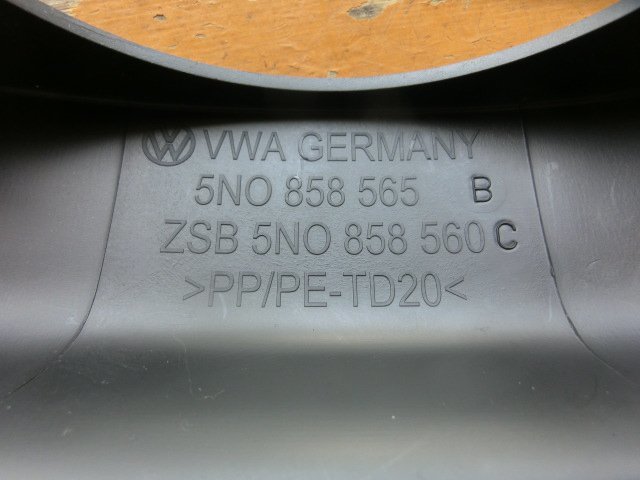 VWA GERMANY
5N0 858 565 B
ZSB 5N0 858 560 C
>PP/PE-TD20<